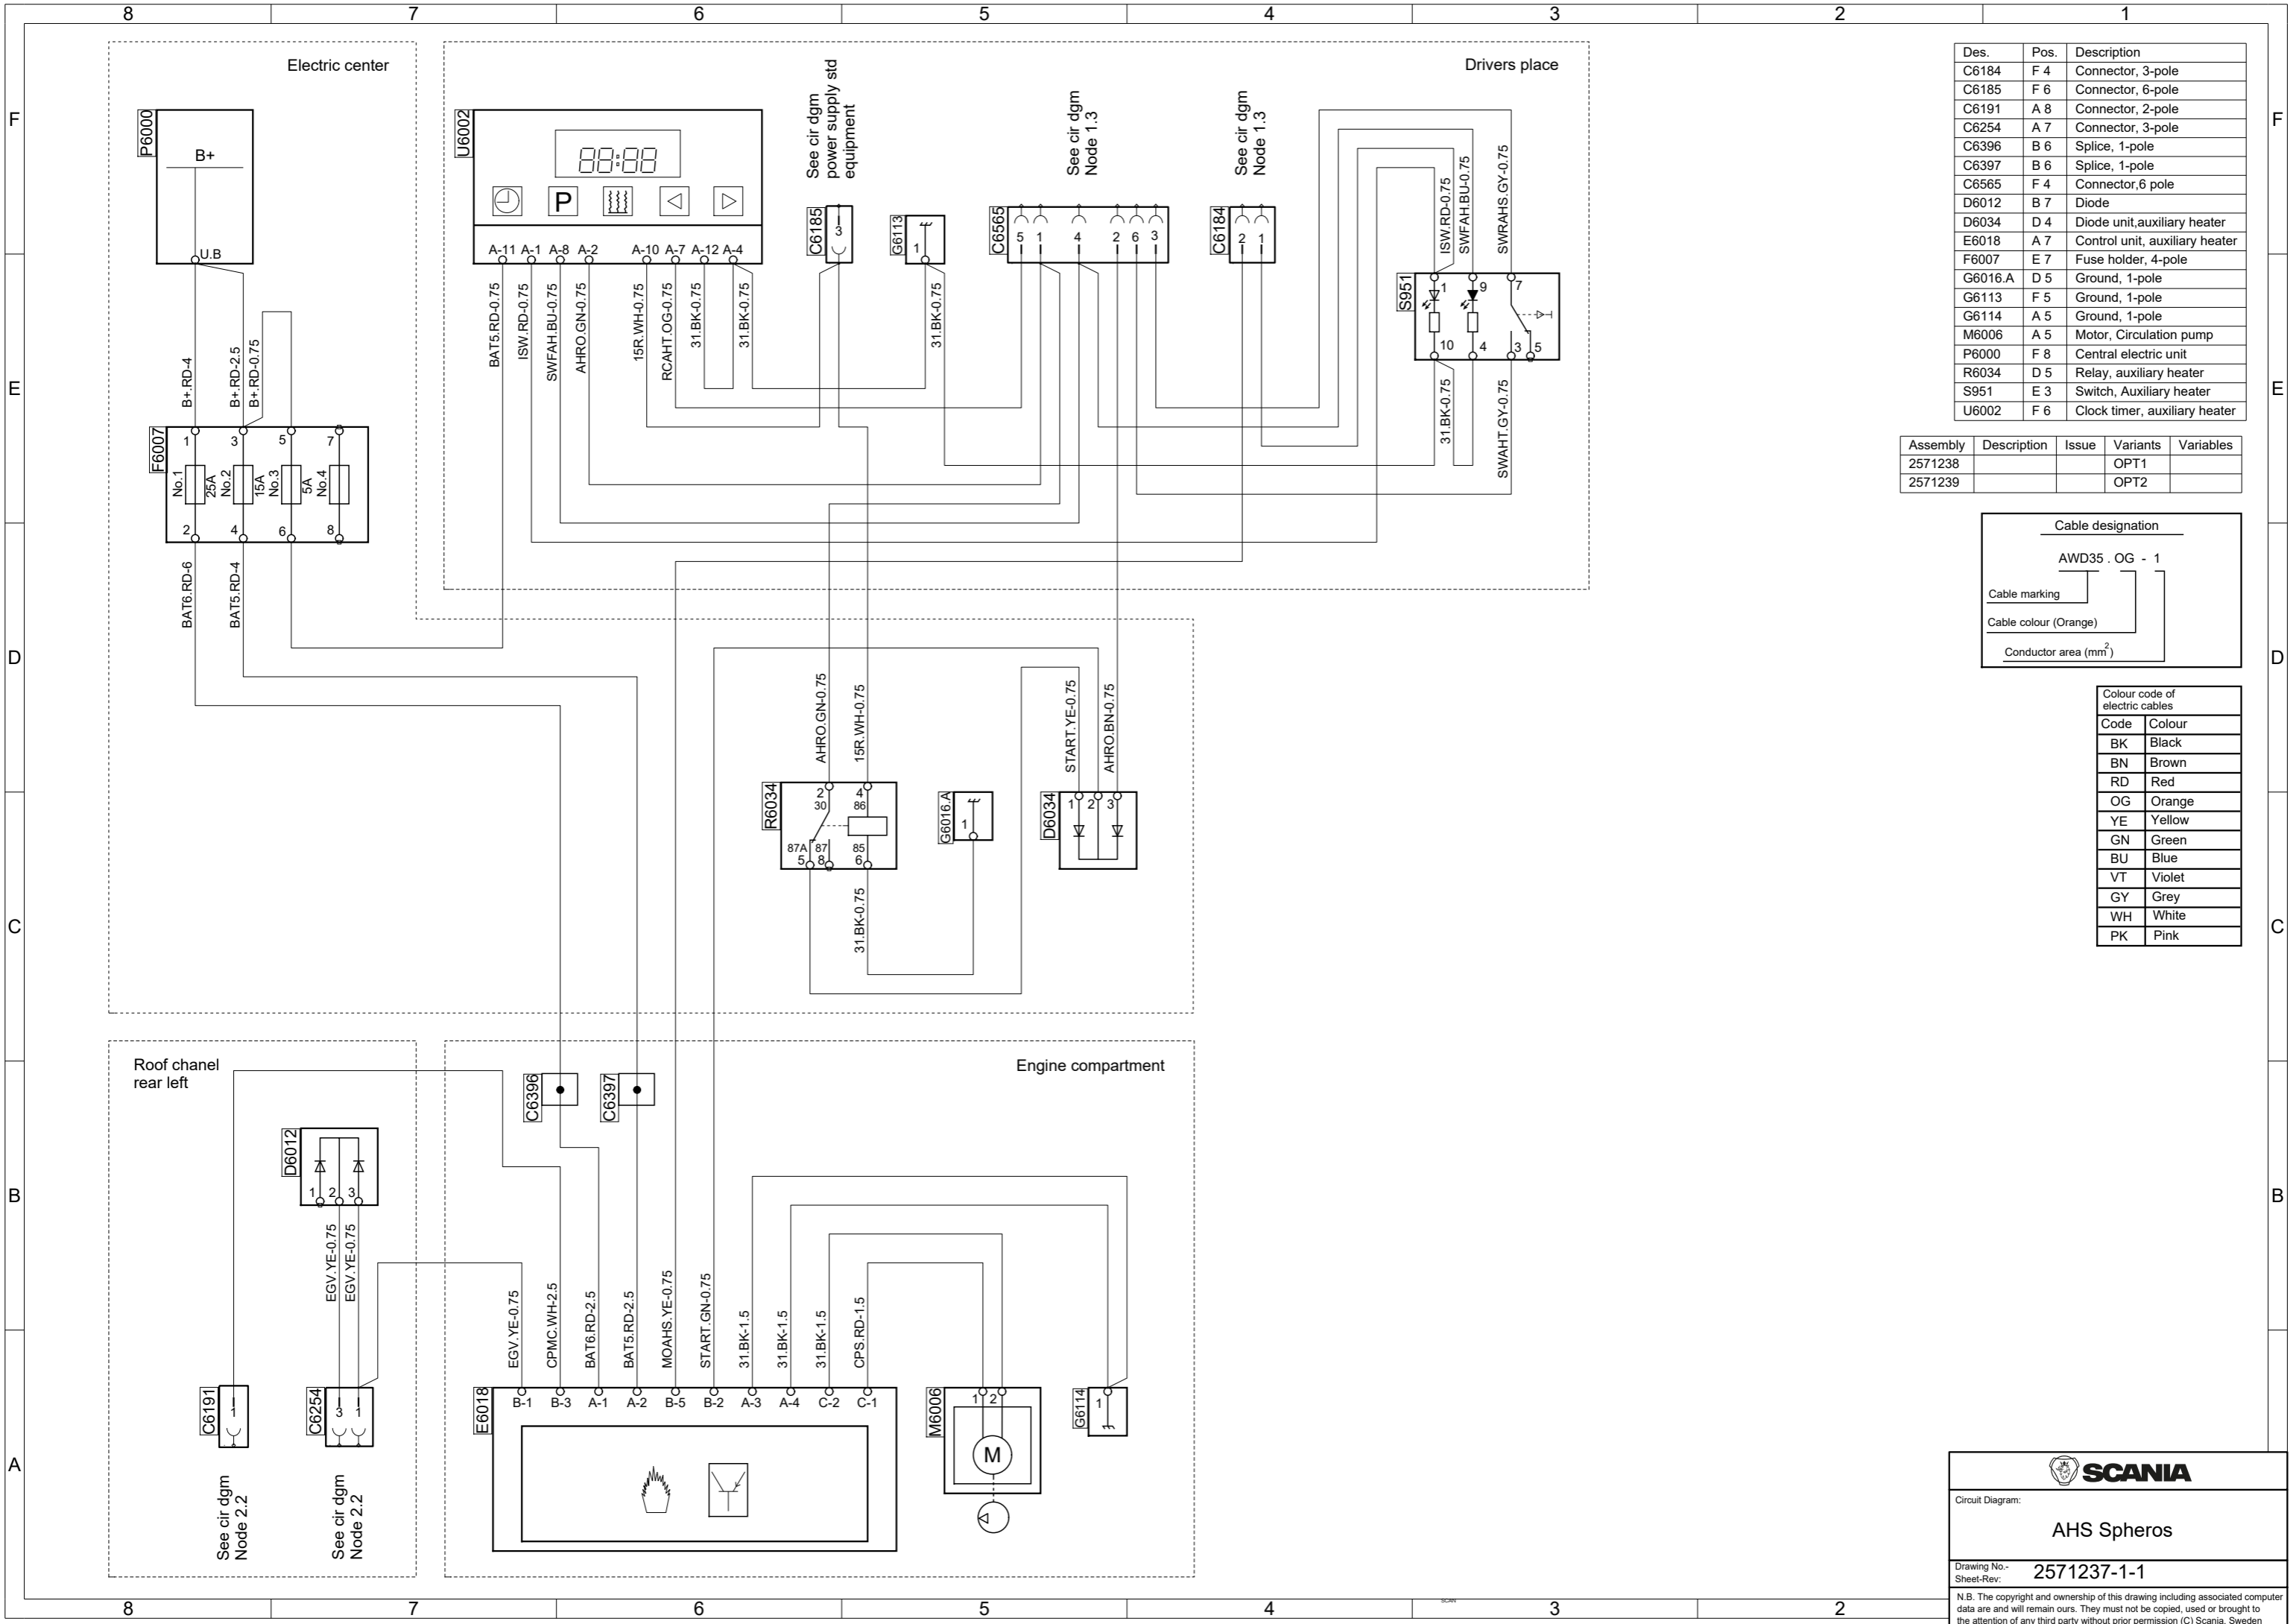 8 7 6 5 4 3 2 1
F
E
D
C
B
A
F
E
D
C
B
Electric center
P6000
B+
U.B
B+.RD-4
B+.RD-2.5
B+.RD-0.75
F6007
1 3 5 7
No.1 25A No.2 15A No.3 5A No.4
2 4 6 8
BAT6.RD-6
BAT5.RD-4
Drivers place
U6002
88:88
P
A-11 A-1 A-8 A-2 A-10 A-7 A-12 A-4
BAT5.RD-0.75
ISW.RD-0.75
SWFAH.BU-0.75
AHRO.GN-0.75
15R.WH-0.75
RCAHT.OG-0.75
31.BK-0.75
31.BK-0.75
See cir dgm
power supply std
equipment
C6185
3
G6113
1
31.BK-0.75
See cir dgm
Node 1.3
C6565
5 1 4 2 6 3
See cir dgm
Node 1.3
C6184
2 1
ISW.RD-0.75
SWFAH.BU-0.75
SWRAHS.GY-0.75
S951
1 9 7
10 4 3 5
31.BK-0.75
SWAHT.GY-0.75
AHRO.GN-0.75
15R.WH-0.75
R6034
2 4
30 86
87A 87 85
5 8 6
31.BK-0.75
G6016.A
1
START.YE-0.75
AHRO.BN-0.75
D6034
1 2 3
Roof chanel
rear left
D6012
1 2 3
EGV.YE-0.75
EGV.YE-0.75
C6191
1
See cir dgm
Node 2.2
C6254
3 1
See cir dgm
Node 2.2
Engine compartment
C6396
C6397
EGV.YE-0.75
CPMC.WH-2.5
BAT6.RD-2.5
BAT5.RD-2.5
MOAHS.YE-0.75
START.GN-0.75
31.BK-1.5
31.BK-1.5
31.BK-1.5
CPS.RD-1.5
E6018
B-1 B-3 A-1 A-2 B-5 B-2 A-3 A-4 C-2 C-1
M6006
1 2
M
G6114
1
Des. Pos. Description
C6184 F 4 Connector, 3-pole
C6185 F 6 Connector, 6-pole
C6191 A 8 Connector, 2-pole
C6254 A 7 Connector, 3-pole
C6396 B 6 Splice, 1-pole
C6397 B 6 Splice, 1-pole
C6565 F 4 Connector,6 pole
D6012 B 7 Diode
D6034 D 4 Diode unit,auxiliary heater
E6018 A 7 Control unit, auxiliary heater
F6007 E 7 Fuse holder, 4-pole
G6016.A D 5 Ground, 1-pole
G6113 F 5 Ground, 1-pole
G6114 A 5 Ground, 1-pole
M6006 A 5 Motor, Circulation pump
P6000 F 8 Central electric unit
R6034 D 5 Relay, auxiliary heater
S951 E 3 Switch, Auxiliary heater
U6002 F 6 Clock timer, auxiliary heater
Assembly Description Issue Variants Variables
2571238 OPT1
2571239 OPT2
Cable designation
AWD35 . OG - 1
Cable marking
Cable colour (Orange)
Conductor area (mm²)
Colour code of
electric cables
Code Colour
BK Black
BN Brown
RD Red
OG Orange
YE Yellow
GN Green
BU Blue
VT Violet
GY Grey
WH White
PK Pink
SCANIA
Circuit Diagram:
AHS Spheros
Drawing No.-
Sheet-Rev: 2571237-1-1
N.B. The copyright and ownership of this drawing including associated computer
data are and will remain ours. They must not be copied, used or brought to
the attention of any third party without prior permission (C) Scania, Sweden
8 7 6 5 4 3 2